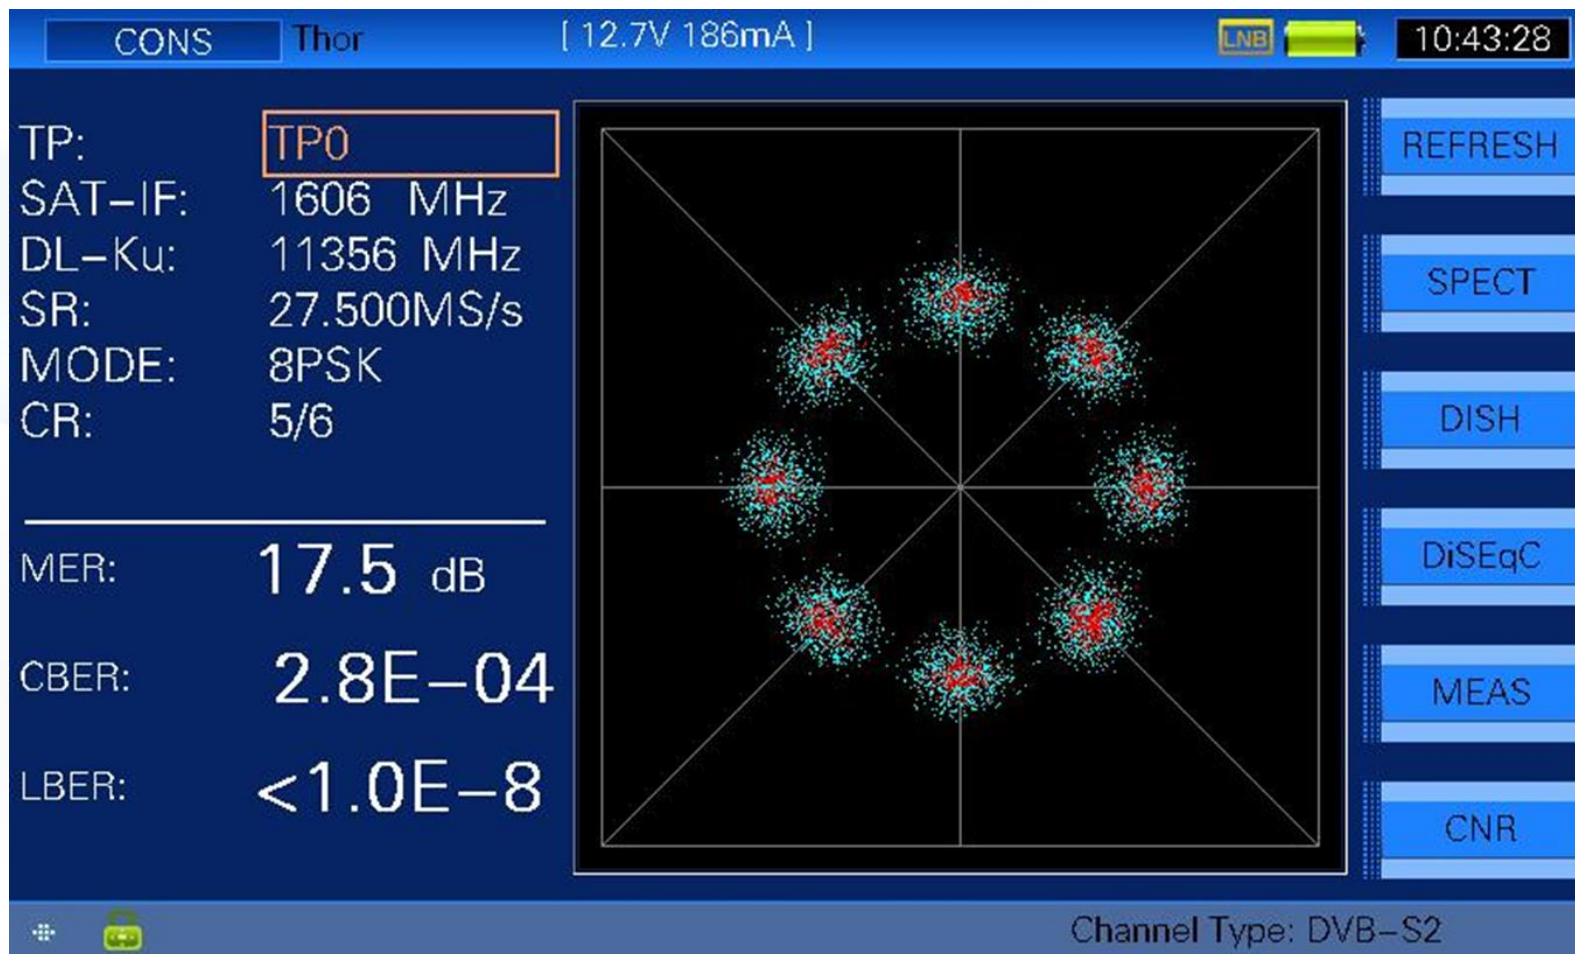 CONS Thor [ 12.7V 186mA ] LNB 10:43:28
TP: TP0
SAT-IF: 1606 MHz
DL-Ku: 11356 MHz
SR: 27.500MS/s
MODE: 8PSK
CR: 5/6
MER: 17.5 dB
CBER: 2.8E-04
LBER: <1.0E-8
REFRESH
SPECT
DISH
DiSEqC
MEAS
CNR
Channel Type: DVB-S2